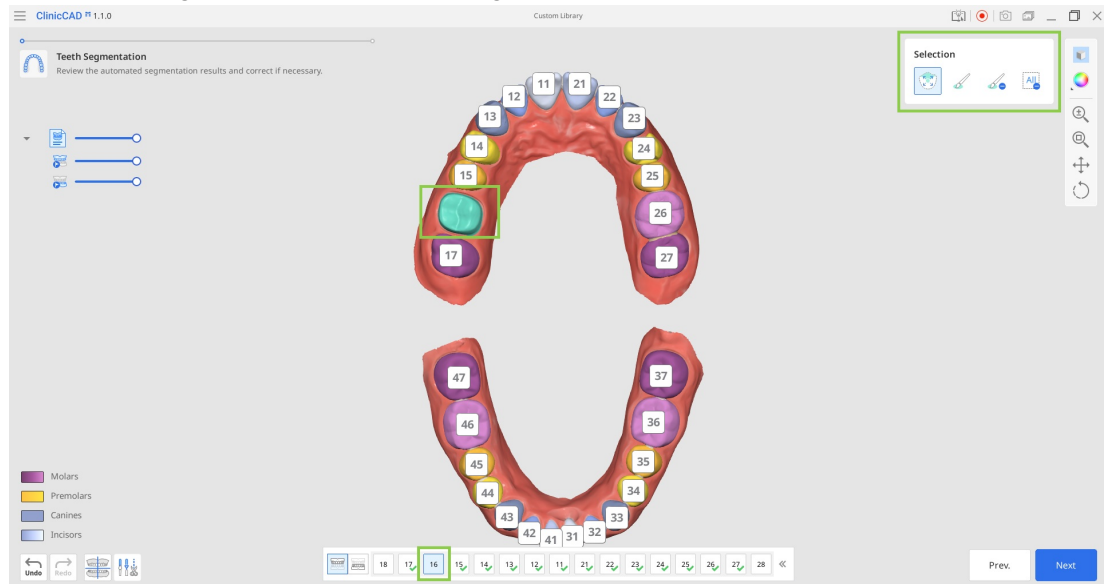 ClinicCAD 1.1.0
Custom Library
Teeth Segmentation
Review the automated segmentation results and correct if necessary.
Selection
All
11 21
12 22
13 23
14 24
15 25
26
17 27
47 37
46 36
45 35
44 34
43 33
42 41 31 32
Molars
Premolars
Canines
Incisors
Undo Redo
18 17 16 15 14 13 12 11 21 22 23 24 25 26 27 28
Prev. Next